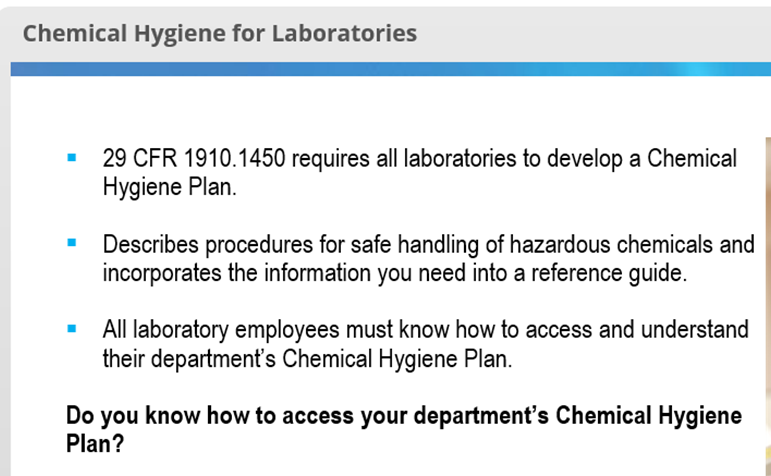 Chemical Hygiene for Laboratories
▪ 29 CFR 1910.1450 requires all laboratories to develop a Chemical
Hygiene Plan.
▪ Describes procedures for safe handling of hazardous chemicals and
incorporates the information you need into a reference guide.
▪ All laboratory employees must know how to access and understand
their department’s Chemical Hygiene Plan.
Do you know how to access your department’s Chemical Hygiene
Plan?